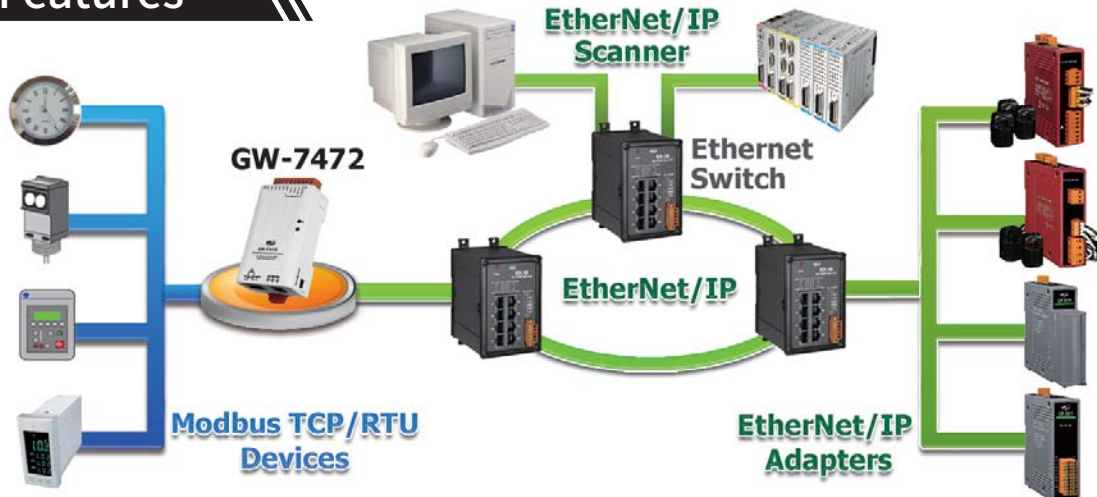 Features
EtherNet/IP
Scanner
GW-7472
Ethernet
Switch
EtherNet/IP
Modbus TCP/RTU
Devices
EtherNet/IP
Adapters